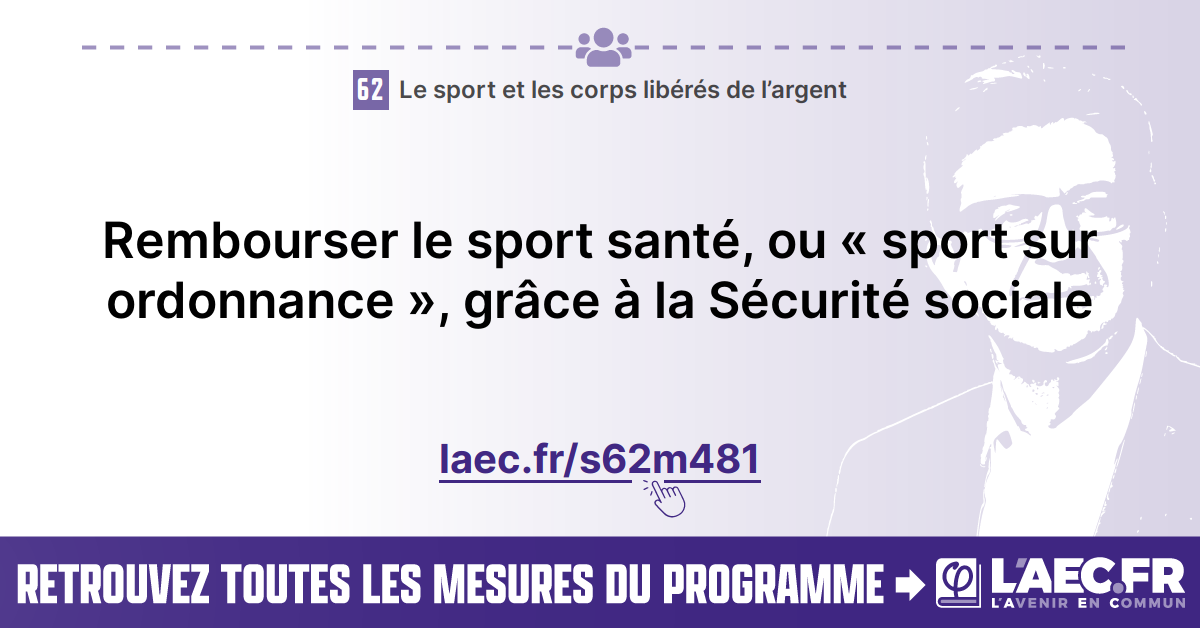 62 Le sport et les corps libérés de l’argent
Rembourser le sport santé, ou « sport sur
ordonnance », grâce à la Sécurité sociale
laec.fr/s62m481
RETROUVEZ TOUTES LES MESURES DU PROGRAMME
φ L'AEC.FR
L'AVENIR EN COMMUN